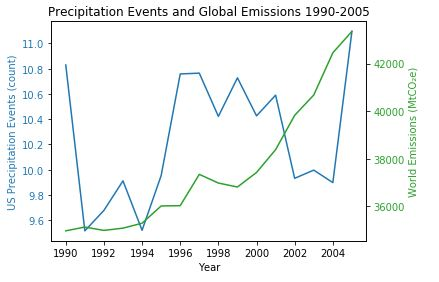 Precipitation Events and Global Emissions 1990-2005
US Precipitation Events (count)
11.0
10.8
10.6
10.4
10.2
10.0
9.8
9.6
World Emissions (MtCO₂e)
42000
40000
38000
36000
1990 1992 1994 1996 1998 2000 2002 2004
Year